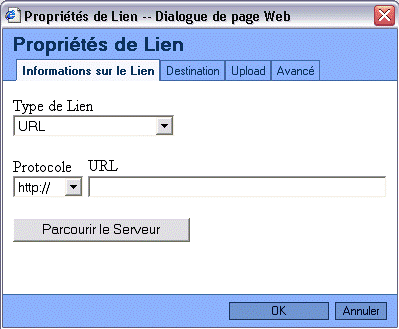 Propriétés de Lien -- Dialogue de page Web
Propriétés de Lien
Informations sur le Lien Destination Upload Avancé
Type de Lien
URL
Protocole URL
http://
Parcourir le Serveur
OK Annuler